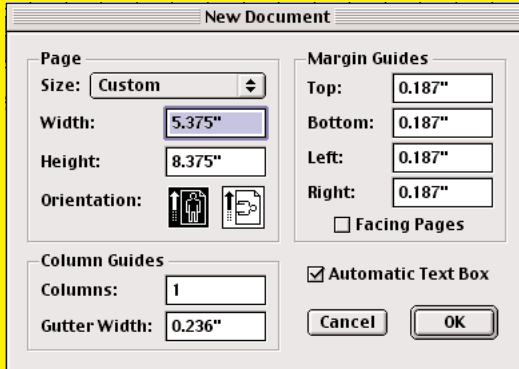 New Document
Page
Size: Custom
Width: 5.375"
Height: 8.375"
Orientation:
Margin Guides
Top: 0.187"
Bottom: 0.187"
Left: 0.187"
Right: 0.187"
Facing Pages
Column Guides
Columns: 1
Gutter Width: 0.236"
Automatic Text Box
Cancel
OK